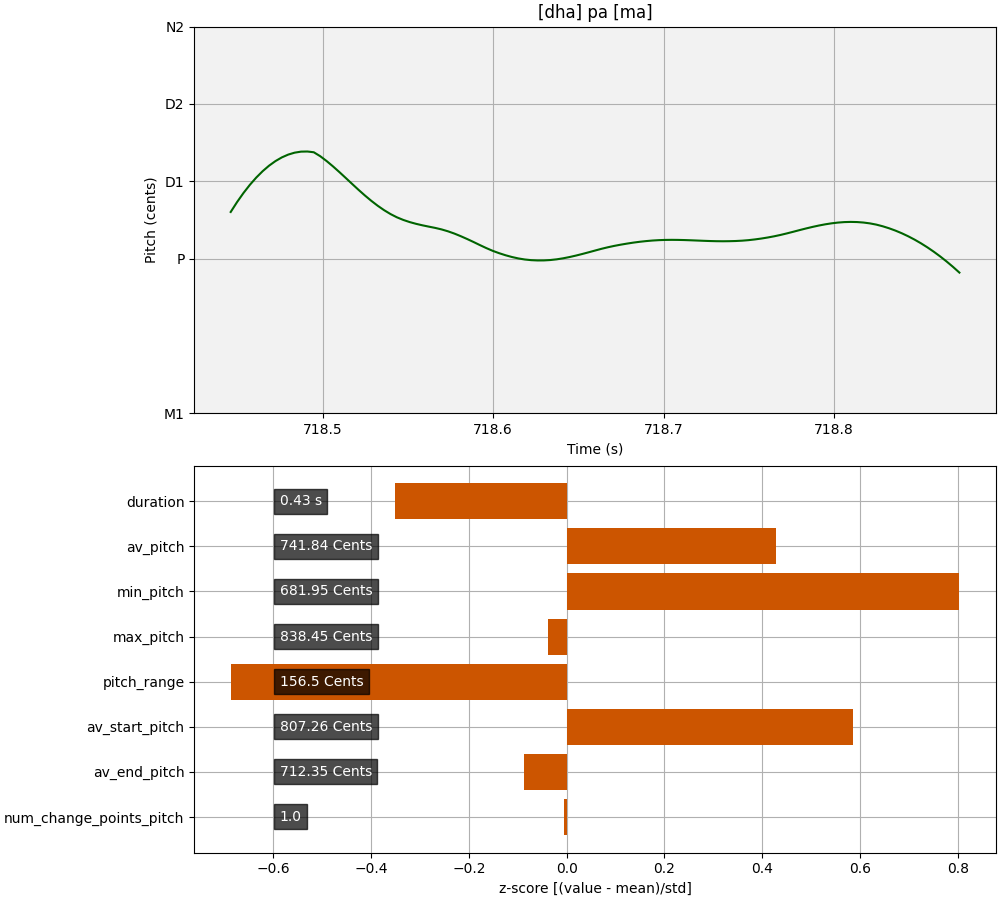 [dha] pa [ma]
N2
D2
D1
P
M1
Pitch (cents)
718.5 718.6 718.7 718.8
Time (s)
duration 0.43 s
av_pitch 741.84 Cents
min_pitch 681.95 Cents
max_pitch 838.45 Cents
pitch_range 156.5 Cents
av_start_pitch 807.26 Cents
av_end_pitch 712.35 Cents
num_change_points_pitch 1.0
−0.6 −0.4 −0.2 0.0 0.2 0.4 0.6 0.8
z-score [(value - mean)/std]